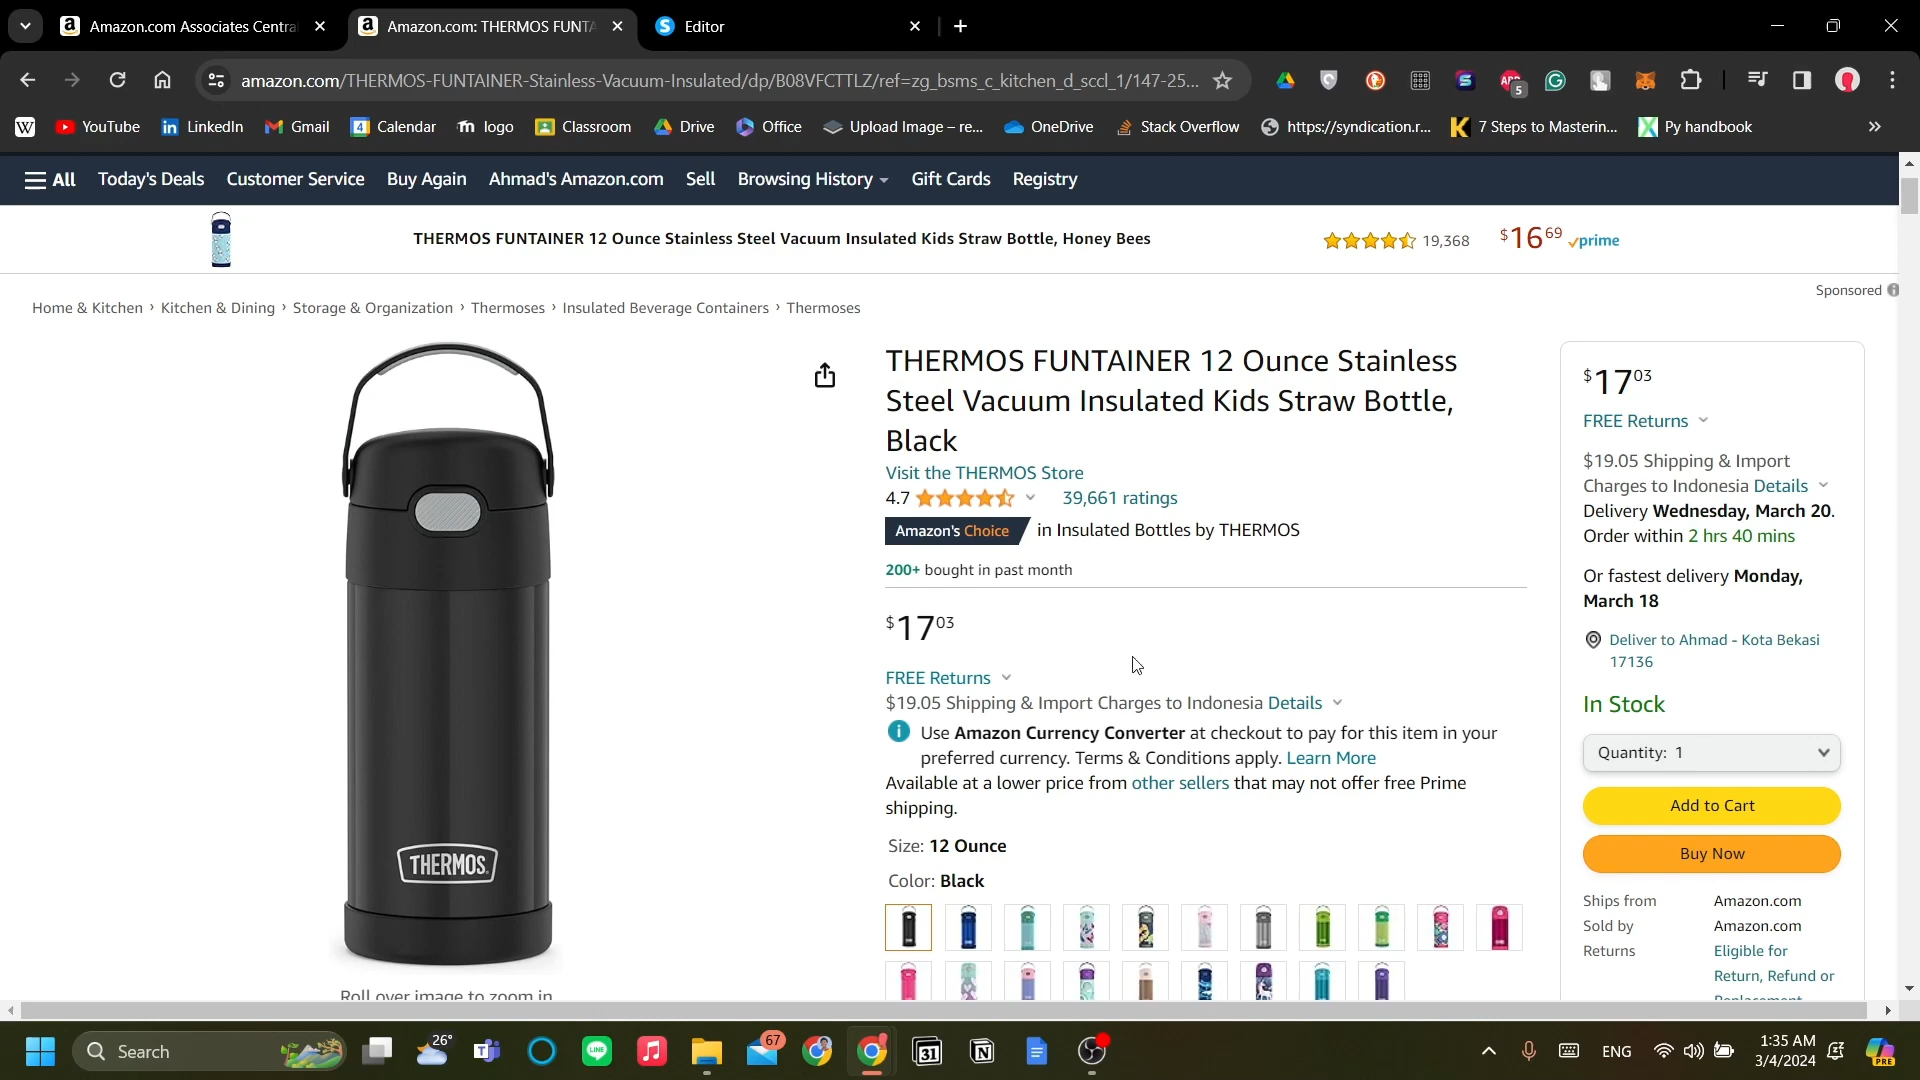 Amazon.com Associates Centra
Amazon.com: THERMOS FUNTA
Editor
amazon.com/THERMOS-FUNTAINER-Stainless-Vacuum-Insulated/dp/B08VFCTTLZ/ref=zg_bsms_c_kitchen_d_sccl_1/147-25...
5
YouTube
LinkedIn
Gmail
Calendar
logo
Classroom
Drive
Office
Upload Image – re...
OneDrive
Stack Overflow
https://syndication.r...
7 Steps to Masterin...
Py handbook
All
Today's Deals
Customer Service
Buy Again
Ahmad's Amazon.com
Sell
Browsing History
Gift Cards
Registry
THERMOS FUNTAINER 12 Ounce Stainless Steel Vacuum Insulated Kids Straw Bottle, Honey Bees
19,368
$16 69 prime
Sponsored
Home & Kitchen › Kitchen & Dining › Storage & Organization › Thermoses › Insulated Beverage Containers › Thermoses
THERMOS
Roll over image to zoom in
THERMOS FUNTAINER 12 Ounce Stainless
Steel Vacuum Insulated Kids Straw Bottle,
Black
Visit the THERMOS Store
4.7
39,661 ratings
Amazon's Choice
in Insulated Bottles by THERMOS
200+ bought in past month
$17 03
FREE Returns
$19.05 Shipping & Import Charges to Indonesia Details
Use Amazon Currency Converter at checkout to pay for this item in your
preferred currency. Terms & Conditions apply. Learn More
Available at a lower price from other sellers that may not offer free Prime
shipping.
Size: 12 Ounce
Color: Black
$17 03
FREE Returns
$19.05 Shipping & Import
Charges to Indonesia Details
Delivery Wednesday, March 20.
Order within 2 hrs 40 mins
Or fastest delivery Monday,
March 18
Deliver to Ahmad - Kota Bekasi
17136
In Stock
Quantity: 1
Add to Cart
Buy Now
Ships from Amazon.com
Sold by Amazon.com
Returns Eligible for
Return, Refund or
Replacement
Search
26°
67
31
ENG
1:35 AM
3/4/2024
PRE